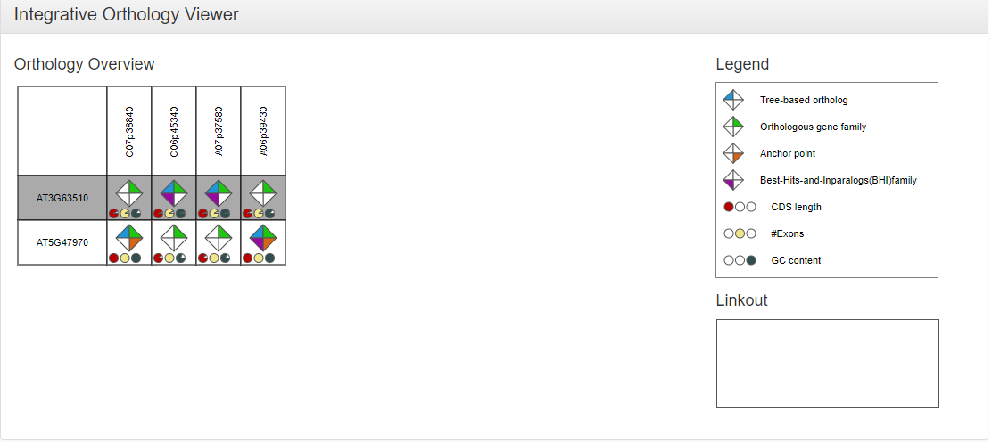 Integrative Orthology Viewer
Orthology Overview
C07p38840
C06p45340
A07p37580
A06p39430
AT3G63510
AT5G47970
Legend
Tree-based ortholog
Orthologous gene family
Anchor point
Best-Hits-and-Inparalogs(BHI)family
CDS length
#Exons
GC content
Linkout